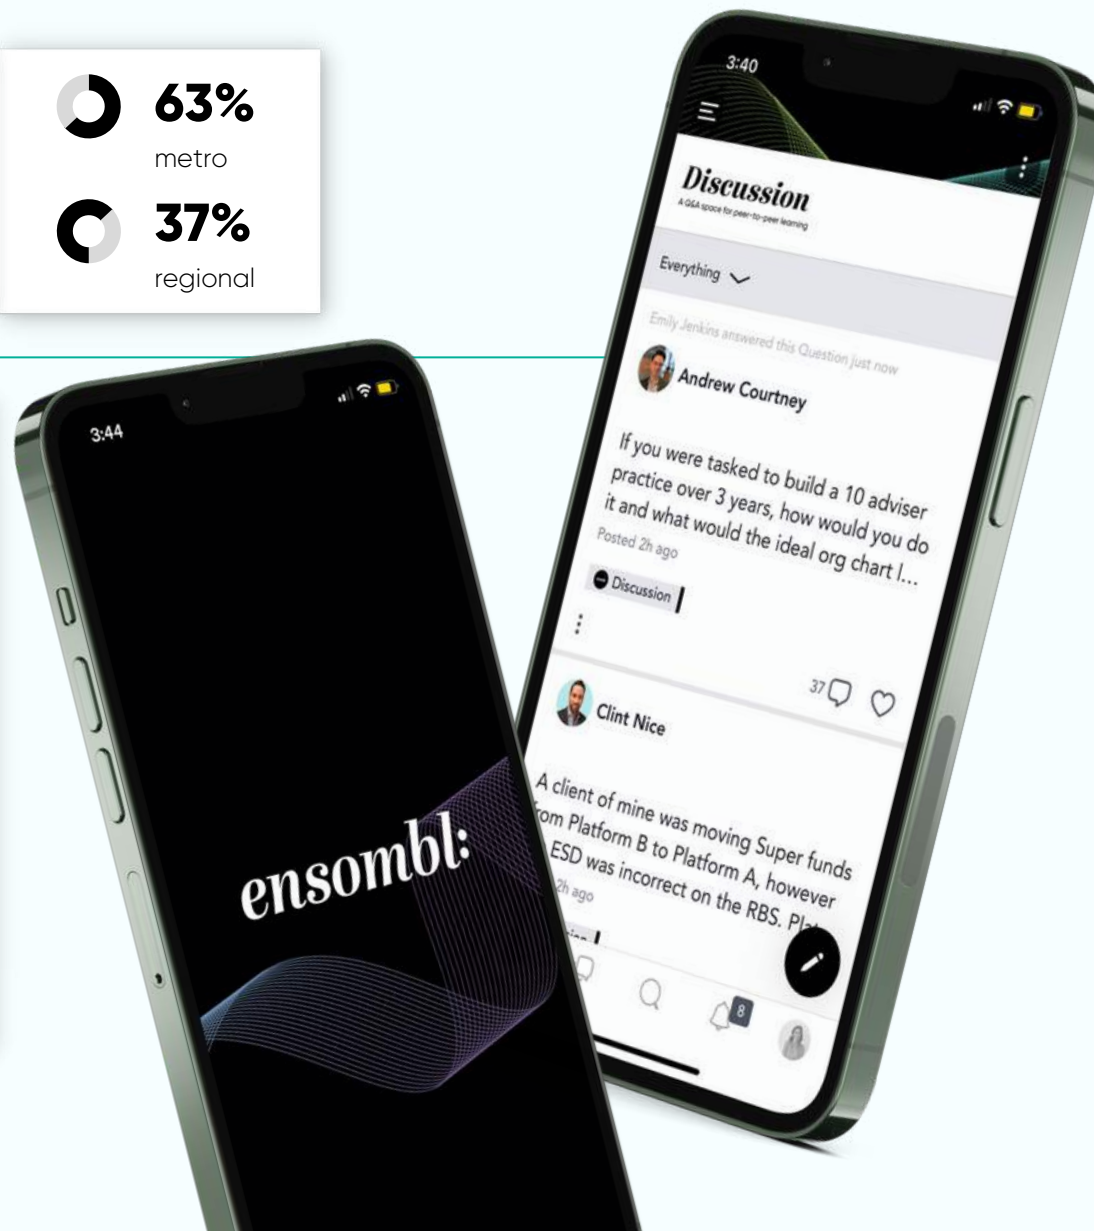 63%
metro
37%
regional
3:40
Discussion
A Q&A space for peer-to-peer learning
Everything
Emily Jenkins answered this Question just now
Andrew Courtney
If you were tasked to build a 10 adviser
practice over 3 years, how would you do
it and what would the ideal org chart l...
Posted 2h ago
Discussion
37
Clint Nice
A client of mine was moving Super funds
from Platform B to Platform A, however
ESD was incorrect on the RBS.
2h ago
8
3:44
ensombl: